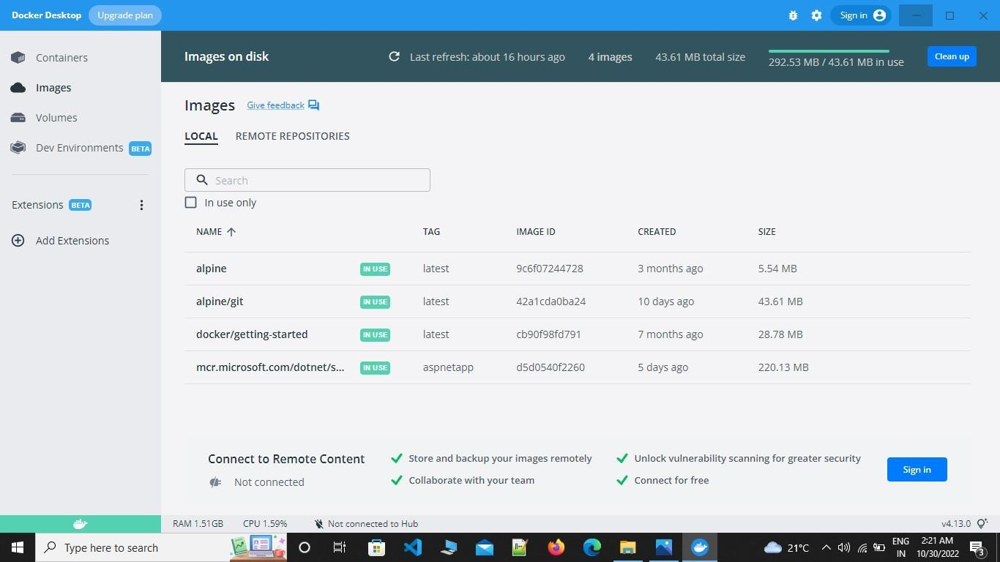 Docker Desktop Upgrade plan Sign in
Containers
Images
Volumes
Dev Environments BETA
Extensions BETA
Add Extensions
Images on disk Last refresh: about 16 hours ago 4 images 43.61 MB total size 292.53 MB / 43.61 MB in use Clean up
Images Give feedback
LOCAL REMOTE REPOSITORIES
Search
In use only
NAME TAG IMAGE ID CREATED SIZE
alpine IN USE latest 9c6f07244728 3 months ago 5.54 MB
alpine/git IN USE latest 42a1cda0ba24 10 days ago 43.61 MB
docker/getting-started IN USE latest cb90f98fd791 7 months ago 28.78 MB
mcr.microsoft.com/dotnet/s... IN USE aspnetapp d5d0540f2260 5 days ago 220.13 MB
Connect to Remote Content
Not connected
Store and backup your images remotely
Collaborate with your team
Unlock vulnerability scanning for greater security
Connect for free
Sign in
RAM 1.51GB CPU 1.59% Not connected to Hub v4.13.0
Type here to search
21°C
ENG
IN
2:21 AM
10/30/2022
3